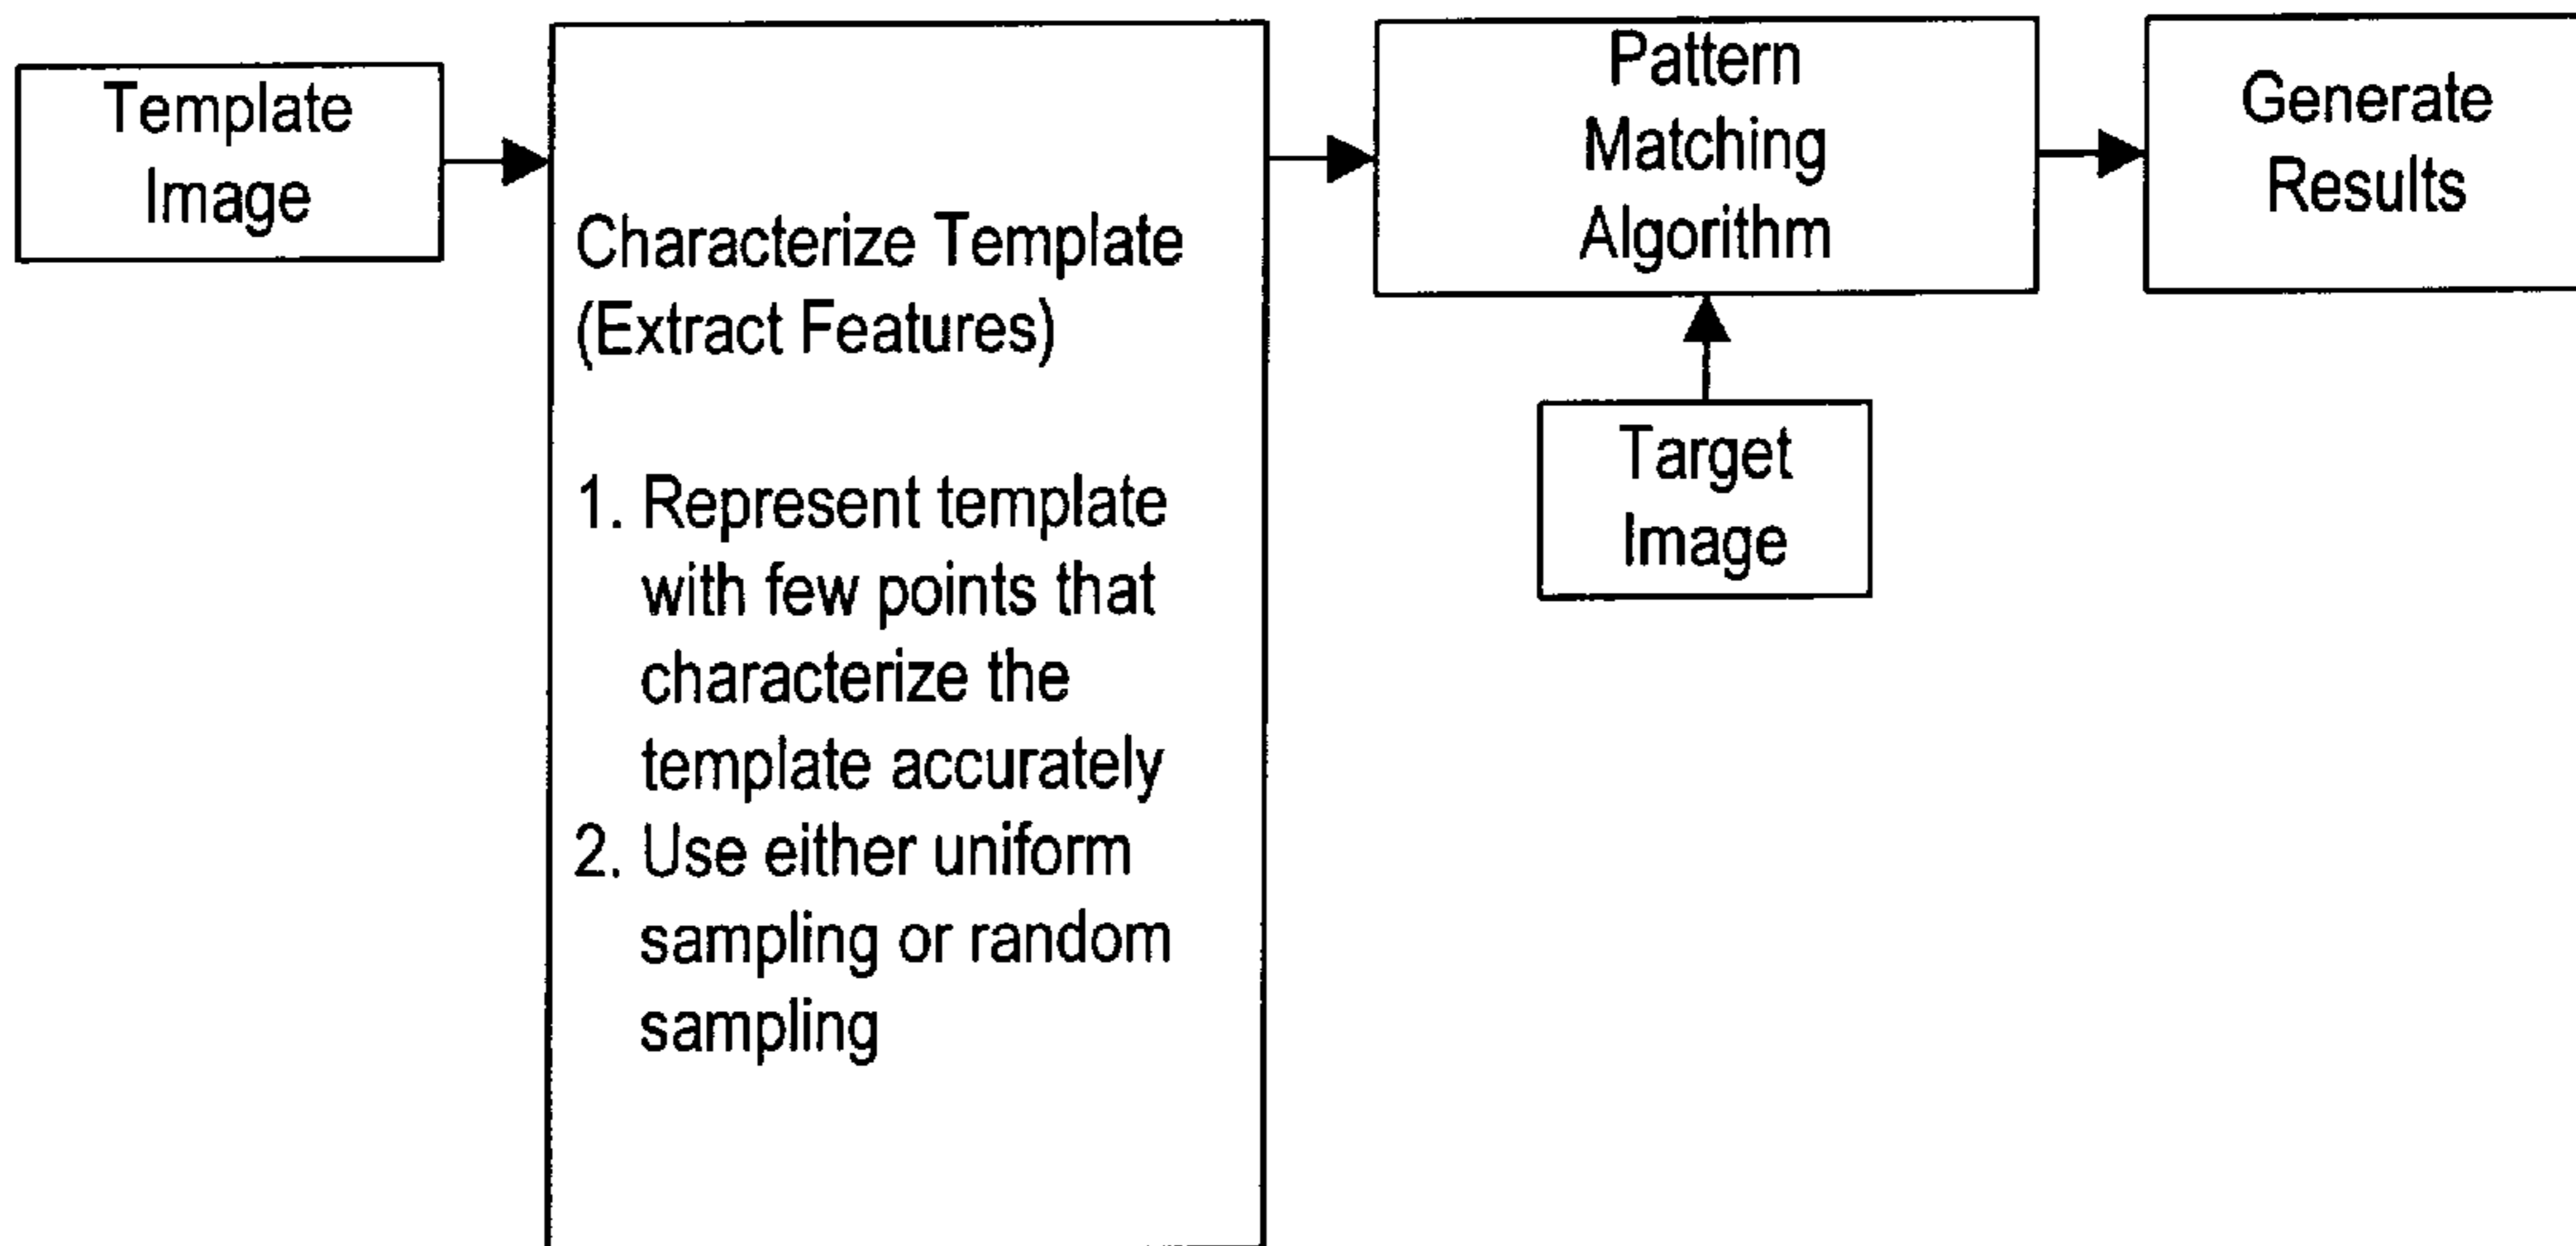 Template
Image
Characterize Template
(Extract Features)
1. Represent template
with few points that
characterize the
template accurately
2. Use either uniform
sampling or random
sampling
Pattern
Matching
Algorithm
Target
Image
Generate
Results